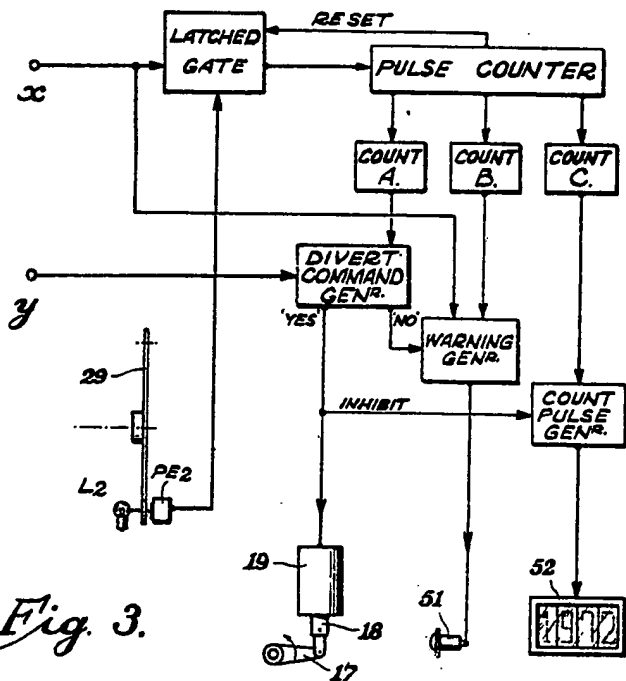 RESET
LATCHED
GATE
PULSE COUNTER
x
COUNT
A.
COUNT
B.
COUNT
C.
DIVERT
COMMAND
GENR.
y
'YES'
'NO'
WARNING
GENR.
29
INHIBIT
COUNT
PULSE
GENR.
L2
PE2
19
18
17
51
52
1972
Fig. 3.